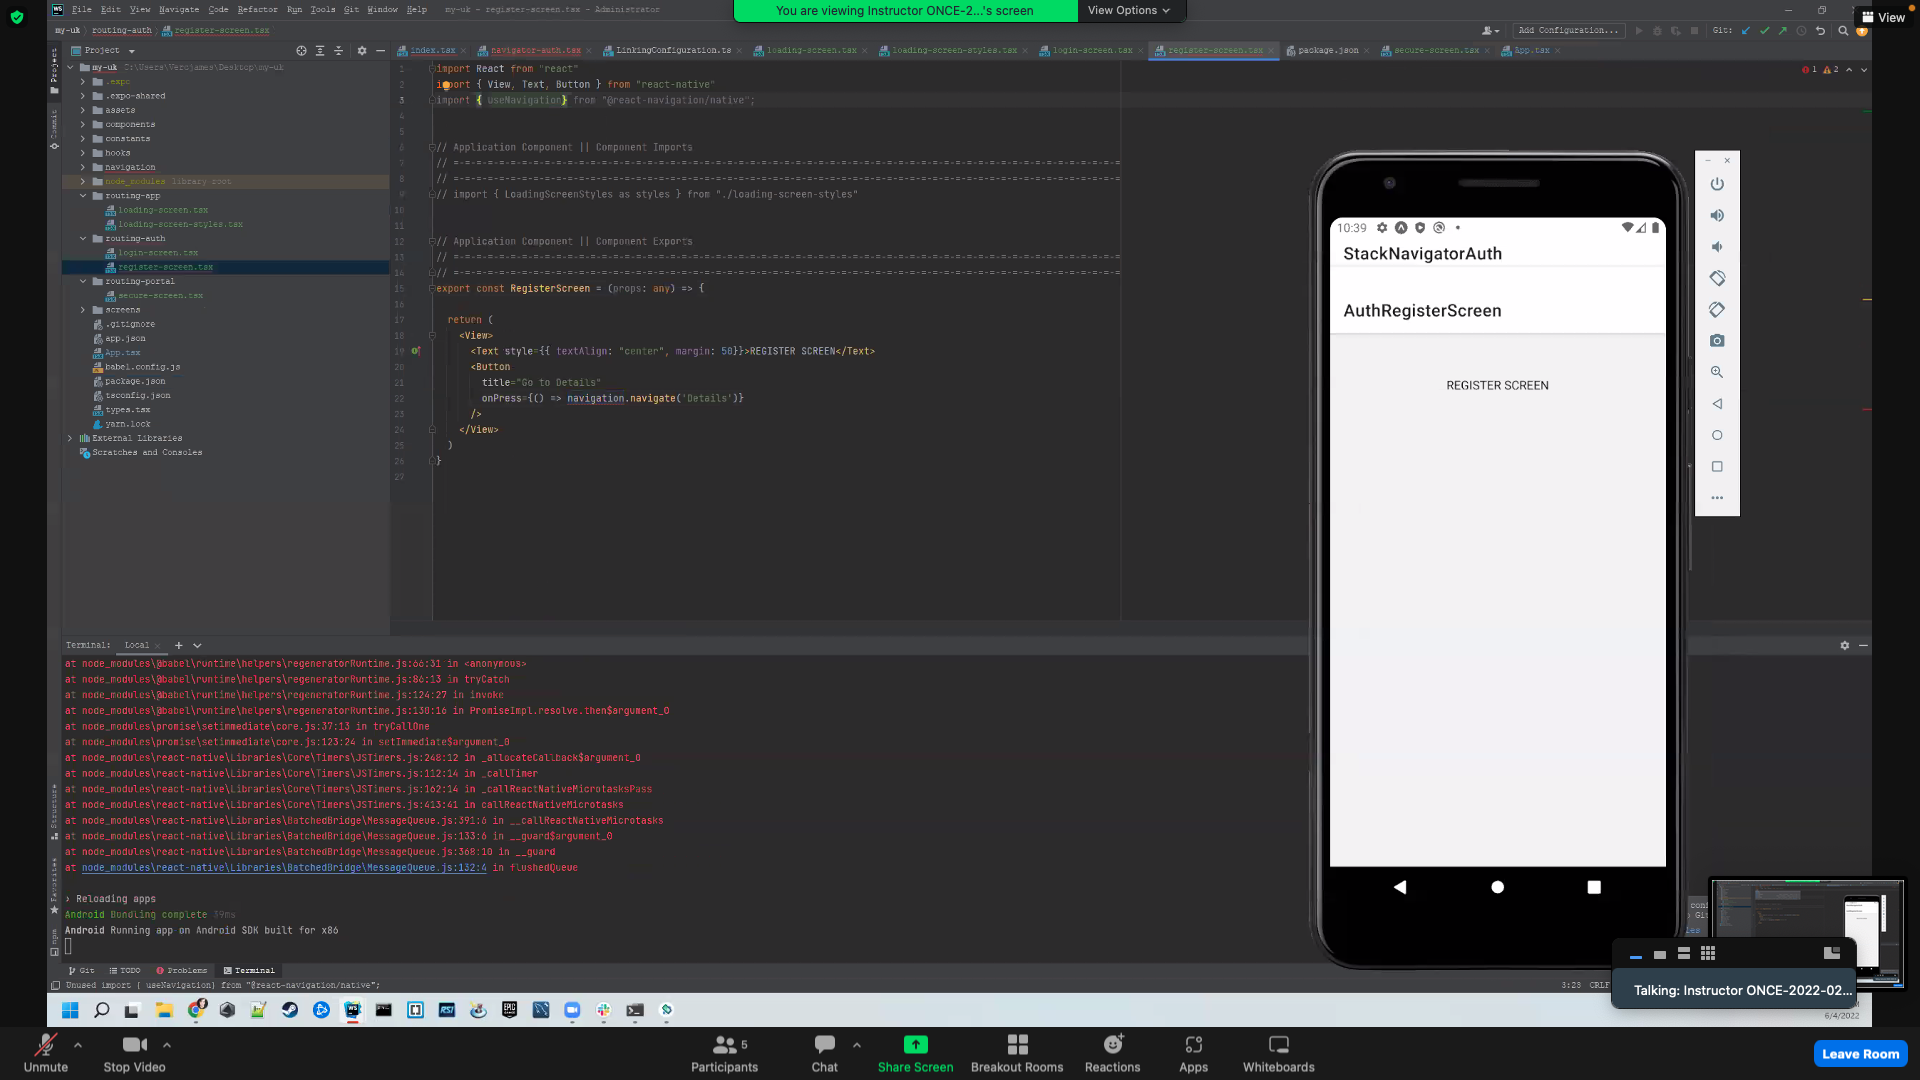 You are viewing Instructor ONCE-2...'s screen
View Options
View
WS File Edit View Navigate Code Refactor Run Tools Git Window Help my-uk - register-screen.tsx - Administrator
my-uk routing-auth register-screen.tsx
Add Configuration... Git:
Project
index.tsx navigator-auth.tsx LinkingConfiguration.ts loading-screen.tsx loading-screen-styles.tsx login-screen.tsx register-screen.tsx package.json secure-screen.tsx App.tsx
my-uk C:\Users\Vercjames\Desktop\my-uk
.expo
.expo-shared
assets
components
constants
hooks
navigation
node_modules library root
routing-app
loading-screen.tsx
loading-screen-styles.tsx
routing-auth
login-screen.tsx
register-screen.tsx
routing-portal
secure-screen.tsx
screens
.gitignore
app.json
App.tsx
babel.config.js
package.json
tsconfig.json
types.tsx
yarn.lock
External Libraries
Scratches and Consoles
Project
Commit
Structure
Favorites
npm
1 2
1 import React from "react"
2 import { View, Text, Button } from "react-native"
3 import { useNavigation} from "@react-navigation/native";
4
5
6 // Application Component || Component Imports
7 // =-=-=-=-=-=-=-=-=-=-=-=-=-=-=-=-=-=-=-=-=-=-=-=-=-=-=-=-=-=-=-=-=-=-=-=-=-=-=-=-=-=-=-=-=-=-=-=-=-=-=-=-=-=-=-=-=-=-=-=
8 // =-=-=-=-=-=-=-=-=-=-=-=-=-=-=-=-=-=-=-=-=-=-=-=-=-=-=-=-=-=-=-=-=-=-=-=-=-=-=-=-=-=-=-=-=-=-=-=-=-=-=-=-=-=-=-=-=-=-=-=
9 // import { LoadingScreenStyles as styles } from "./loading-screen-styles"
10
11
12 // Application Component || Component Exports
13 // =-=-=-=-=-=-=-=-=-=-=-=-=-=-=-=-=-=-=-=-=-=-=-=-=-=-=-=-=-=-=-=-=-=-=-=-=-=-=-=-=-=-=-=-=-=-=-=-=-=-=-=-=-=-=-=-=-=-=-=
14 // =-=-=-=-=-=-=-=-=-=-=-=-=-=-=-=-=-=-=-=-=-=-=-=-=-=-=-=-=-=-=-=-=-=-=-=-=-=-=-=-=-=-=-=-=-=-=-=-=-=-=-=-=-=-=-=-=-=-=-=
15 export const RegisterScreen = (props: any) => {
16
17 return (
18 <View>
19 <Text style={{ textAlign: "center", margin: 50}}>REGISTER SCREEN</Text>
20 <Button
21 title="Go to Details"
22 onPress={() => navigation.navigate('Details')}
23 />
24 </View>
25 )
26 }
27
10:39
StackNavigatorAuth
AuthRegisterScreen
REGISTER SCREEN
Terminal: Local
at node_modules\@babel\runtime\helpers\regeneratorRuntime.js:66:31 in <anonymous>
at node_modules\@babel\runtime\helpers\regeneratorRuntime.js:86:13 in tryCatch
at node_modules\@babel\runtime\helpers\regeneratorRuntime.js:124:27 in invoke
at node_modules\@babel\runtime\helpers\regeneratorRuntime.js:130:16 in PromiseImpl.resolve.then$argument_0
at node_modules\promise\setimmediate\core.js:37:13 in tryCallOne
at node_modules\promise\setimmediate\core.js:123:24 in setImmediate$argument_0
at node_modules\react-native\Libraries\Core\Timers\JSTimers.js:248:12 in _allocateCallback$argument_0
at node_modules\react-native\Libraries\Core\Timers\JSTimers.js:112:14 in _callTimer
at node_modules\react-native\Libraries\Core\Timers\JSTimers.js:162:14 in _callReactNativeMicrotasksPass
at node_modules\react-native\Libraries\Core\Timers\JSTimers.js:413:41 in callReactNativeMicrotasks
at node_modules\react-native\Libraries\BatchedBridge\MessageQueue.js:391:6 in __callReactNativeMicrotasks
at node_modules\react-native\Libraries\BatchedBridge\MessageQueue.js:133:6 in __guard$argument_0
at node_modules\react-native\Libraries\BatchedBridge\MessageQueue.js:368:10 in __guard
at node_modules\react-native\Libraries\BatchedBridge\MessageQueue.js:132:4 in flushedQueue
› Reloading apps
Android Bundling complete 39ms
Android Running app on Android SDK built for x86
Git TODO Problems Terminal
Unused import { useNavigation} from "@react-navigation/native";
3:23 CRLF
Talking: Instructor ONCE-2022-02...
6/4/2022
Unmute Stop Video Participants 5 Chat Share Screen Breakout Rooms Reactions Apps Whiteboards Leave Room